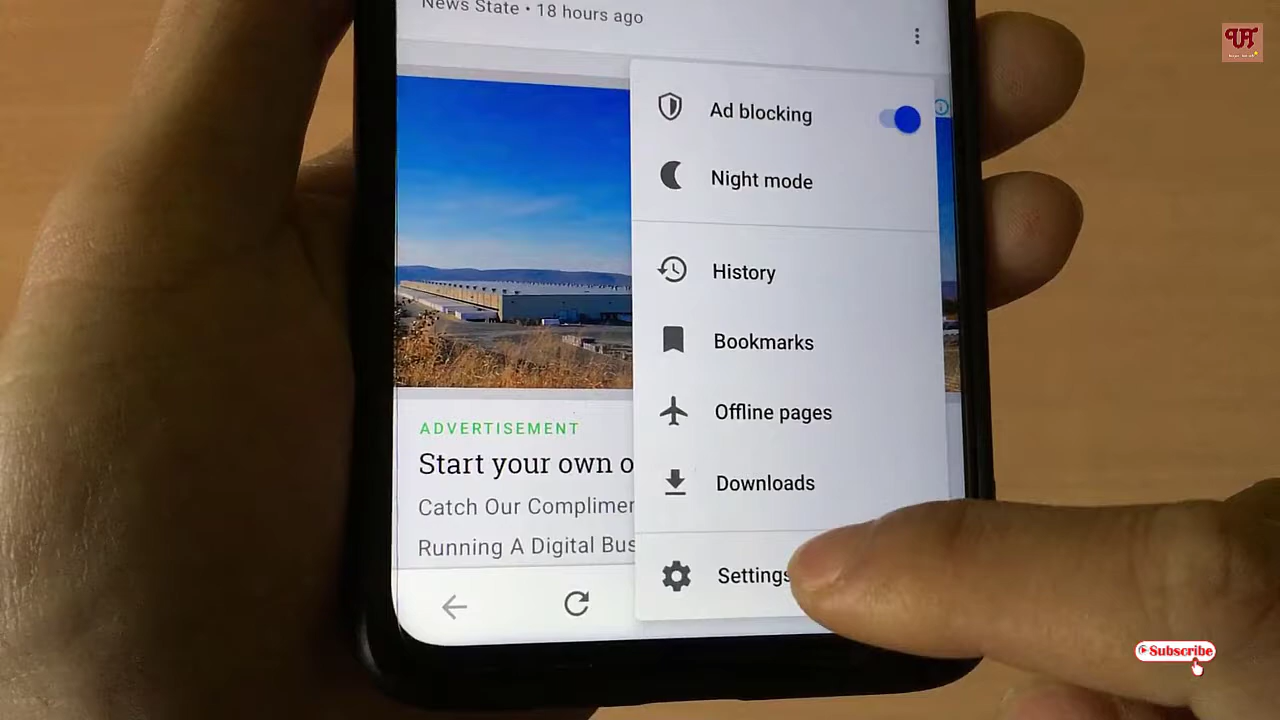 News State • 18 hours ago
Ad blocking
Night mode
History
Bookmarks
Offline pages
Downloads
Settings
ADVERTISEMENT
Start your own o
Catch Our Complimen
Running A Digital Bus
Subscribe